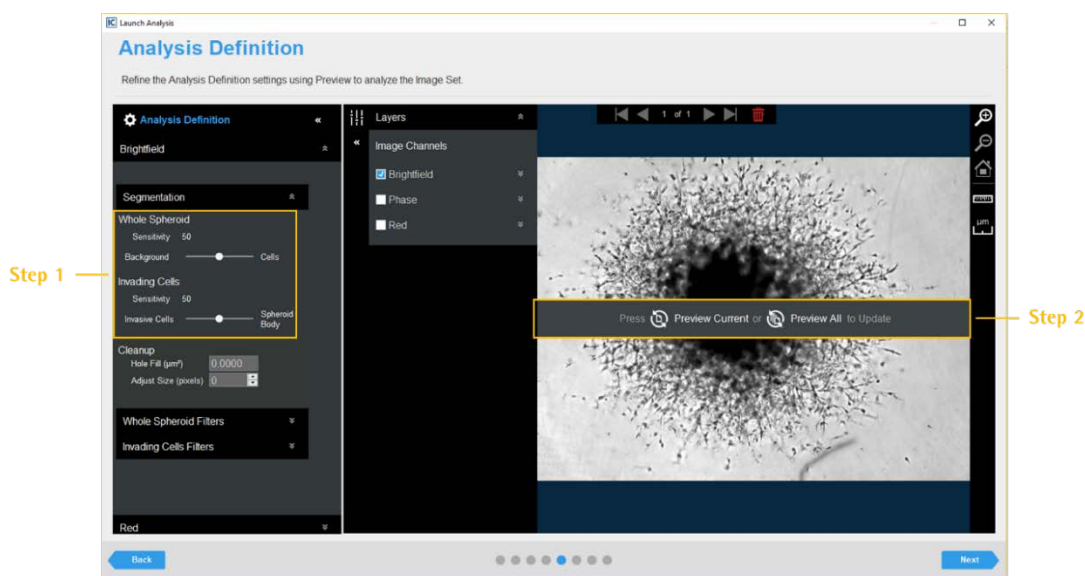 IC Launch Analysis
Analysis Definition
Refine the Analysis Definition settings using Preview to analyze the Image Set.
Analysis Definition «
Brightfield
Segmentation
Whole Spheroid
Sensitivity 50
Background Cells
Invading Cells
Sensitivity 50
Invasive Cells Spheroid
Body
Cleanup
Hole Fill (µm²) 0.0000
Adjust Size (pixels) 0
Whole Spheroid Filters
Invading Cells Filters
Red
Step 1
Layers
«
Image Channels
Brightfield
Phase
Red
1 of 1
µm
Press Preview Current or Preview All to Update
Step 2
Back
Next